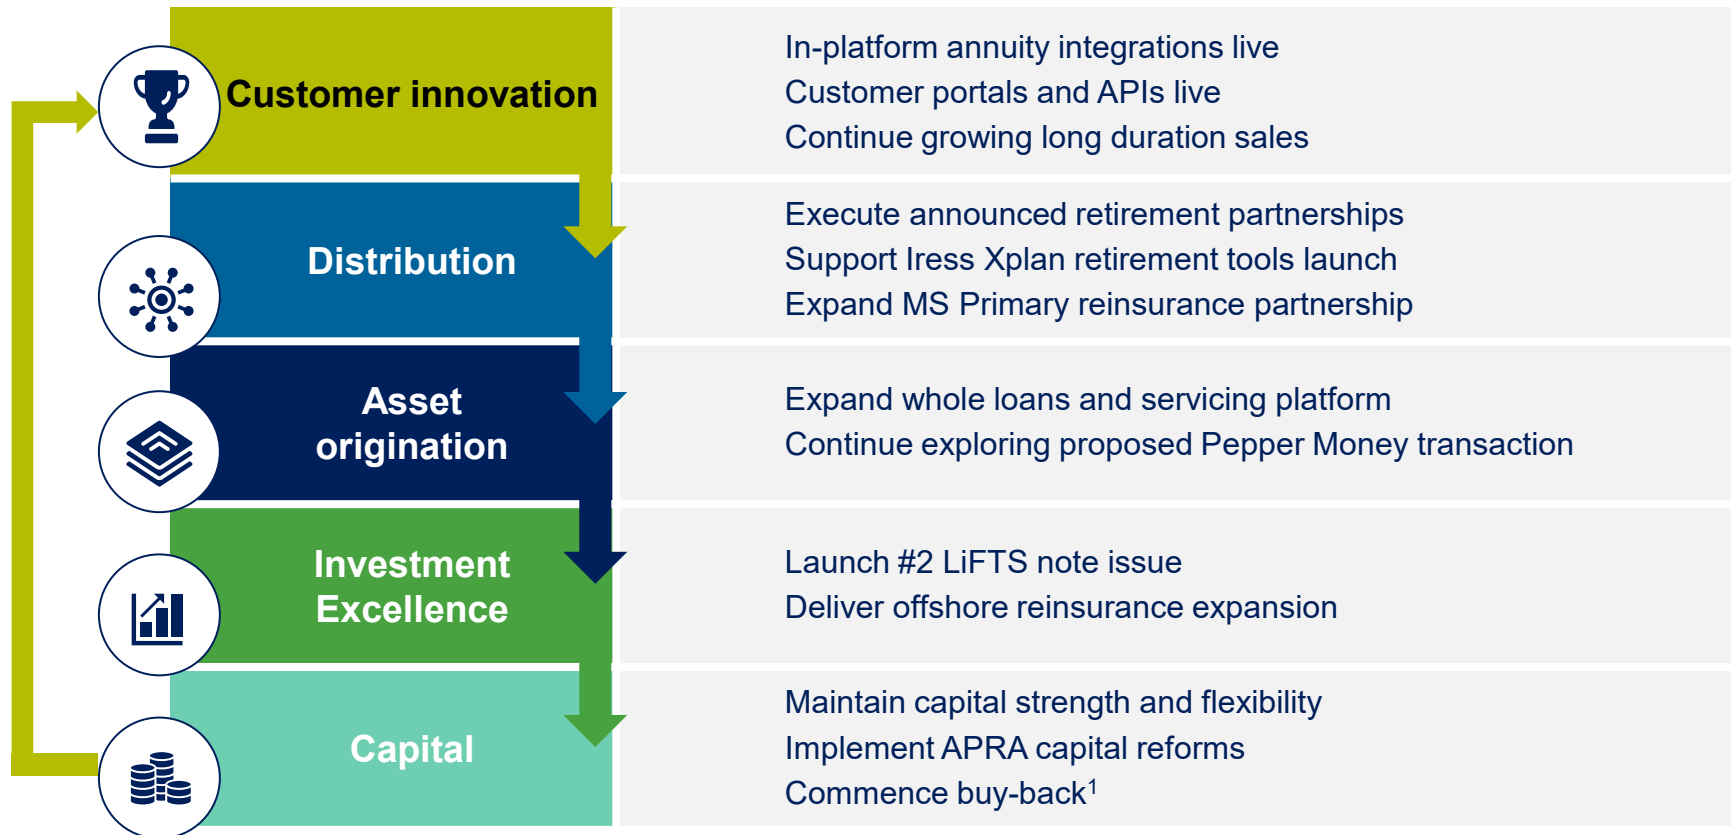 Customer innovation
In-platform annuity integrations live
Customer portals and APIs live
Continue growing long duration sales
Distribution
Execute announced retirement partnerships
Support Iress Xplan retirement tools launch
Expand MS Primary reinsurance partnership
Asset
origination
Expand whole loans and servicing platform
Continue exploring proposed Pepper Money transaction
Investment
Excellence
Launch #2 LiFTS note issue
Deliver offshore reinsurance expansion
Capital
Maintain capital strength and flexibility
Implement APRA capital reforms
Commence buy-back¹